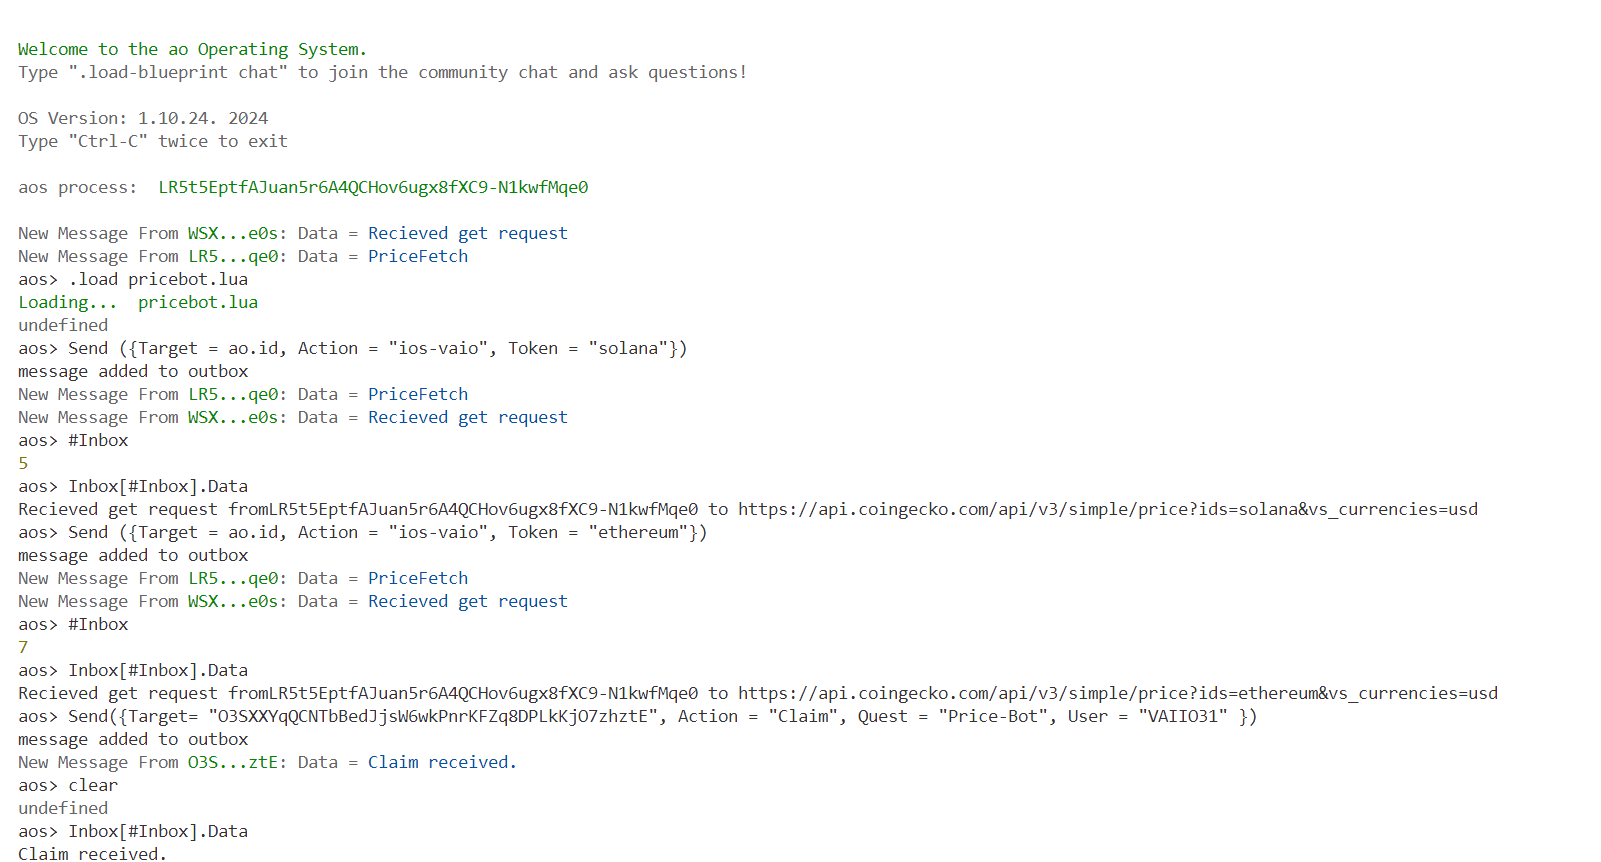 Welcome to the ao Operating System.
Type ".load-blueprint chat" to join the community chat and ask questions!
OS Version: 1.10.24. 2024
Type "Ctrl-C" twice to exit
aos process:  LR5t5EptfAJuan5r6A4QCHov6ugx8fXC9-N1kwfMqe0
New Message From WSX...e0s: Data = Recieved get request
New Message From LR5...qe0: Data = PriceFetch
aos> .load pricebot.lua
Loading...  pricebot.lua
undefined
aos> Send ({Target = ao.id, Action = "ios-vaio", Token = "solana"})
message added to outbox
New Message From LR5...qe0: Data = PriceFetch
New Message From WSX...e0s: Data = Recieved get request
aos> #Inbox
5
aos> Inbox[#Inbox].Data
Recieved get request fromLR5t5EptfAJuan5r6A4QCHov6ugx8fXC9-N1kwfMqe0 to https://api.coingecko.com/api/v3/simple/price?ids=solana&vs_currencies=usd
aos> Send ({Target = ao.id, Action = "ios-vaio", Token = "ethereum"})
message added to outbox
New Message From LR5...qe0: Data = PriceFetch
New Message From WSX...e0s: Data = Recieved get request
aos> #Inbox
7
aos> Inbox[#Inbox].Data
Recieved get request fromLR5t5EptfAJuan5r6A4QCHov6ugx8fXC9-N1kwfMqe0 to https://api.coingecko.com/api/v3/simple/price?ids=ethereum&vs_currencies=usd
aos> Send({Target= "O3SXXYqQCNTbBedJjsW6wkPnrKFZq8DPLkKjO7zhztE", Action = "Claim", Quest = "Price-Bot", User = "VAIIO31" })
message added to outbox
New Message From O3S...ztE: Data = Claim received.
aos> clear
undefined
aos> Inbox[#Inbox].Data
Claim received.